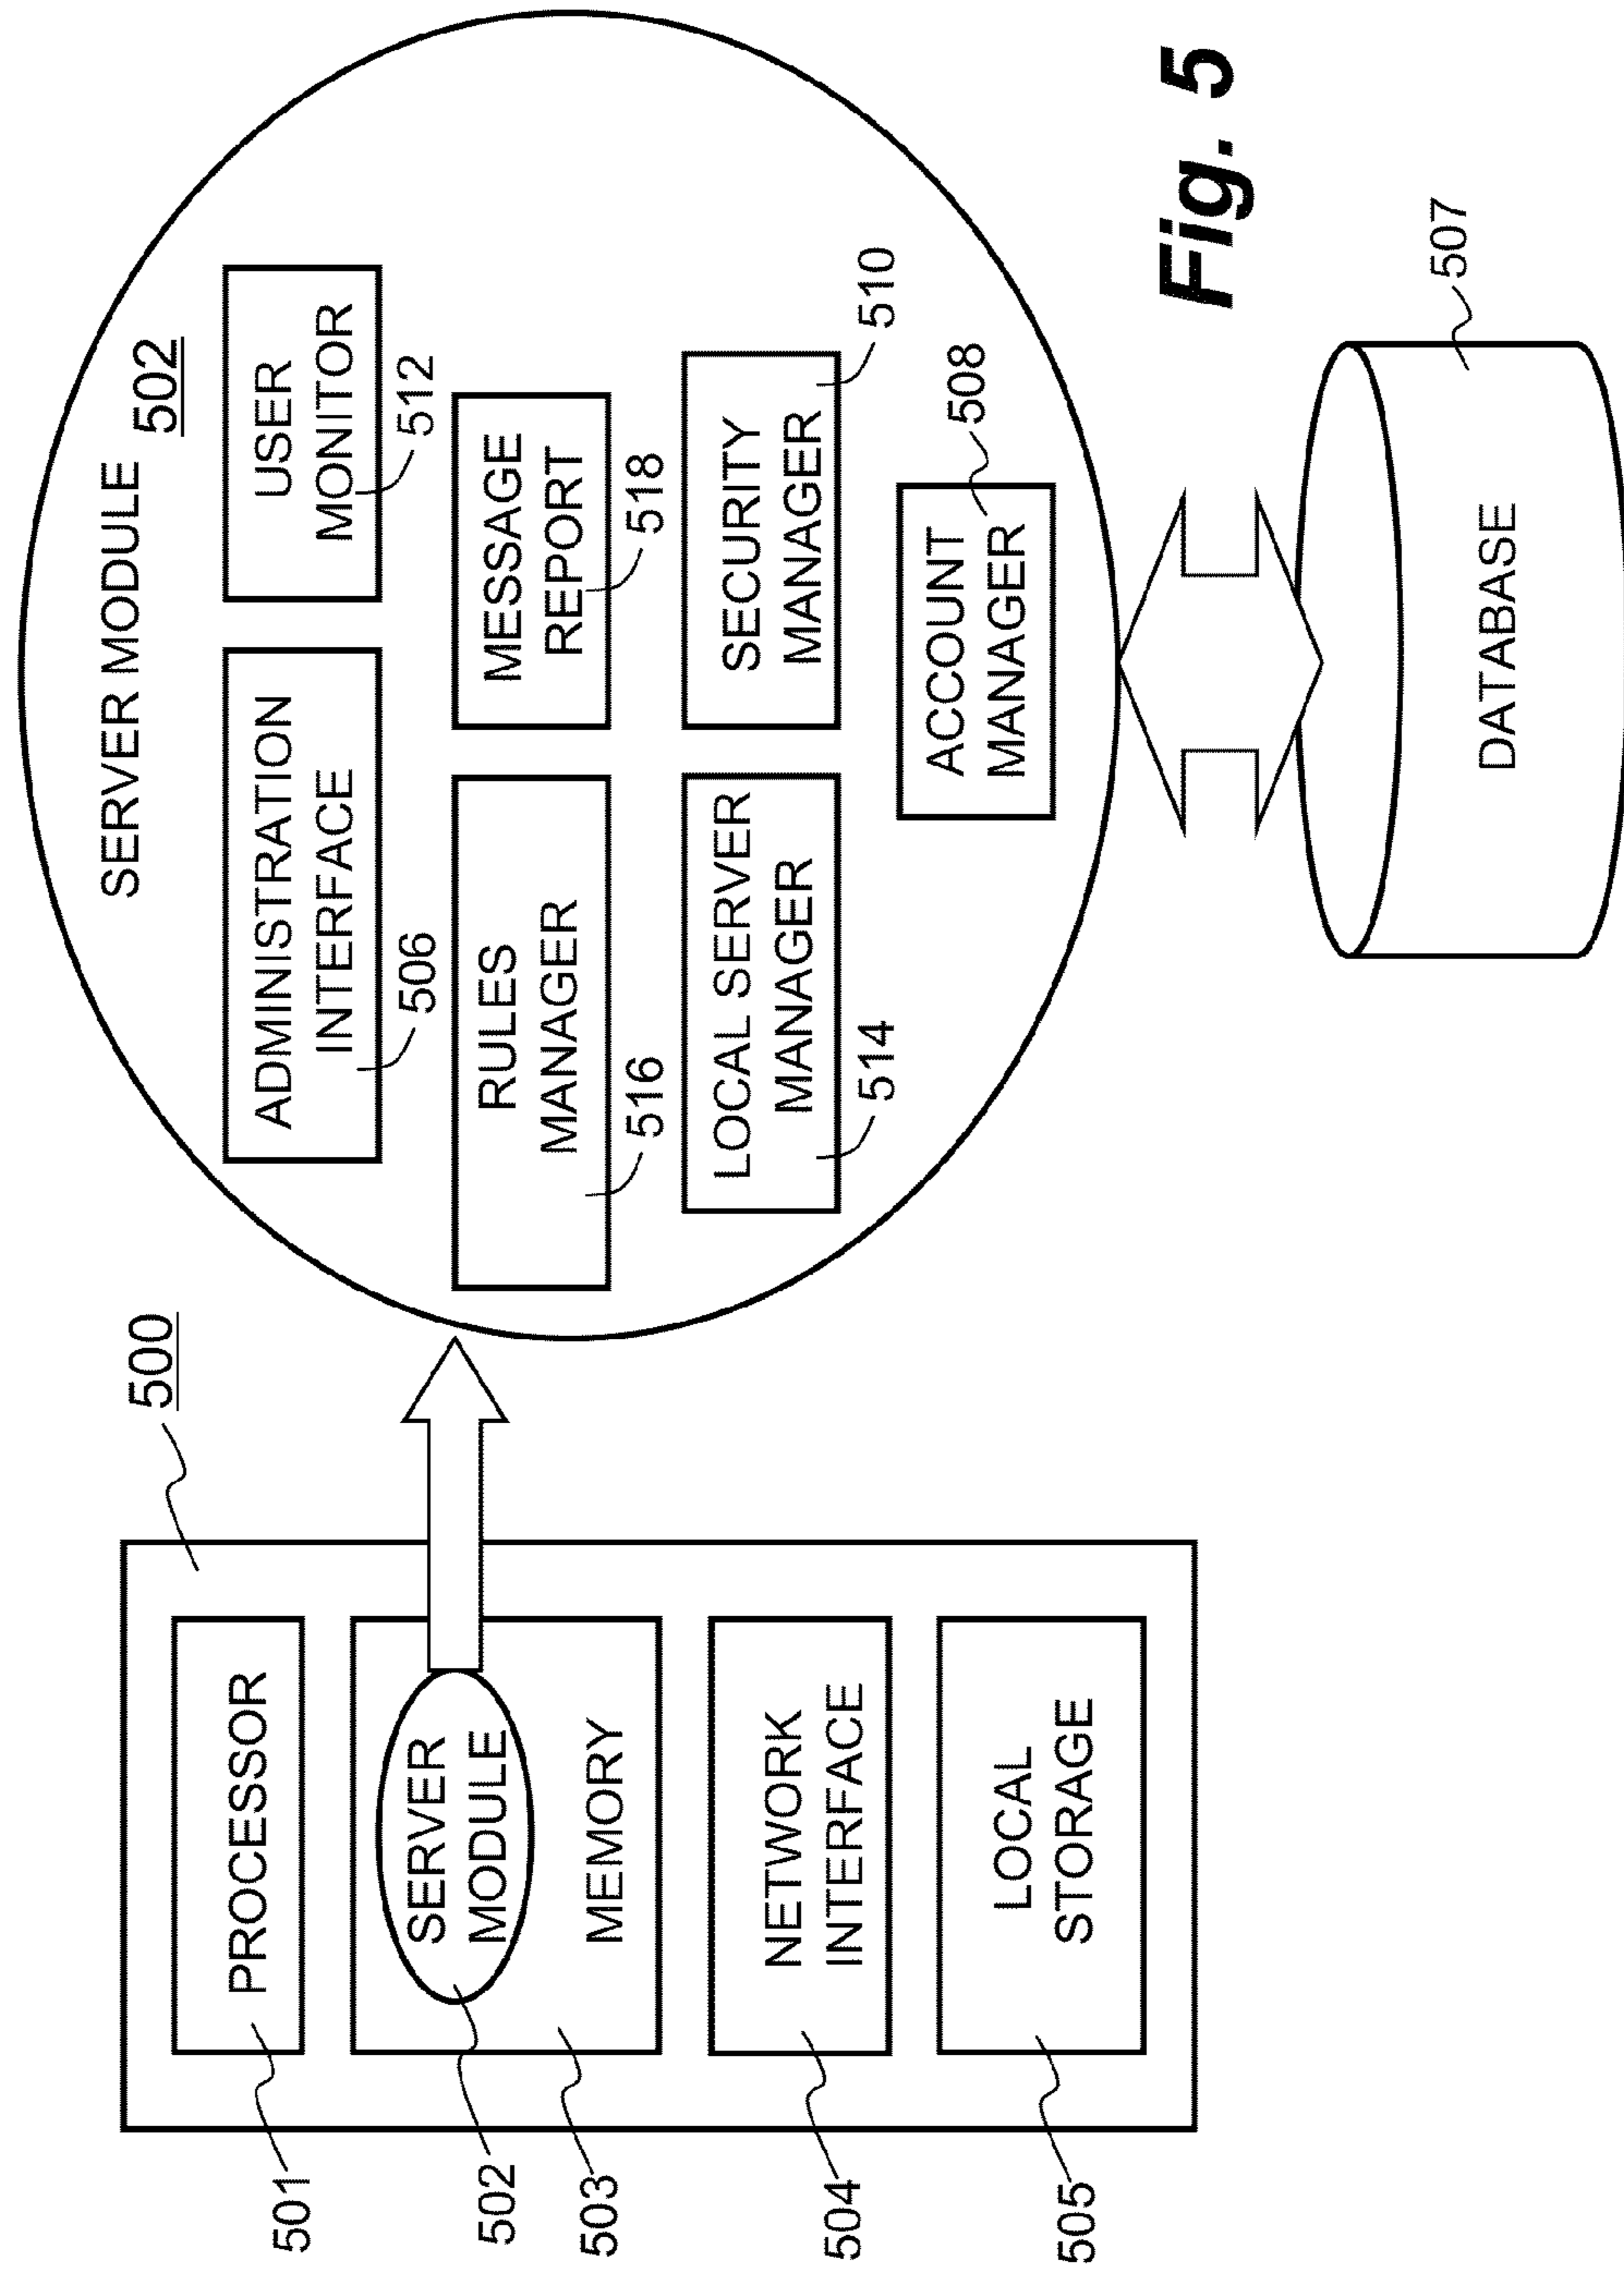 500
PROCESSOR
501
SERVER
MODULE
502
MEMORY
503
NETWORK
INTERFACE
504
LOCAL
STORAGE
505
SERVER MODULE 502
ADMINISTRATION
INTERFACE
506
USER
MONITOR
512
RULES
MANAGER
516
MESSAGE
REPORT
518
LOCAL SERVER
MANAGER
514
SECURITY
MANAGER
510
ACCOUNT
MANAGER
508
DATABASE
507
Fig. 5